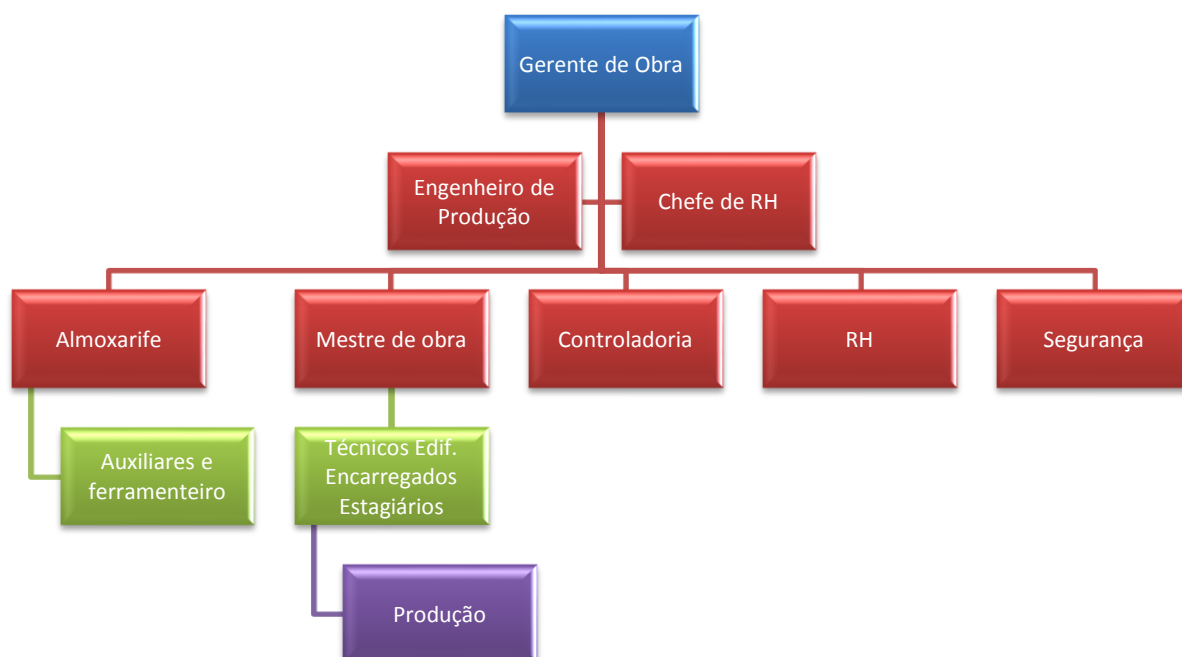 Gerente de Obra
Engenheiro de
Produção
Chefe de RH
Almoxarife
Mestre de obra
Controladoria
RH
Segurança
Auxiliares e
ferramenteiro
Técnicos Edif.
Encarregados
Estagiários
Produção